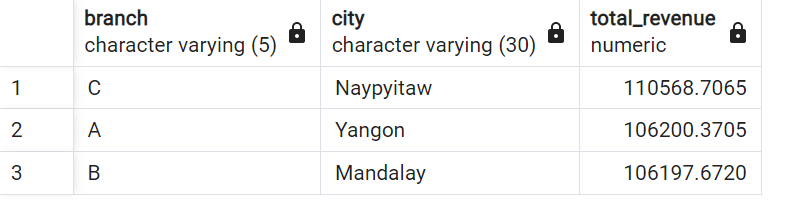 branch city total_revenue
character varying (5) character varying (30) numeric
1 C Naypyitaw 110568.7065
2 A Yangon 106200.3705
3 B Mandalay 106197.6720